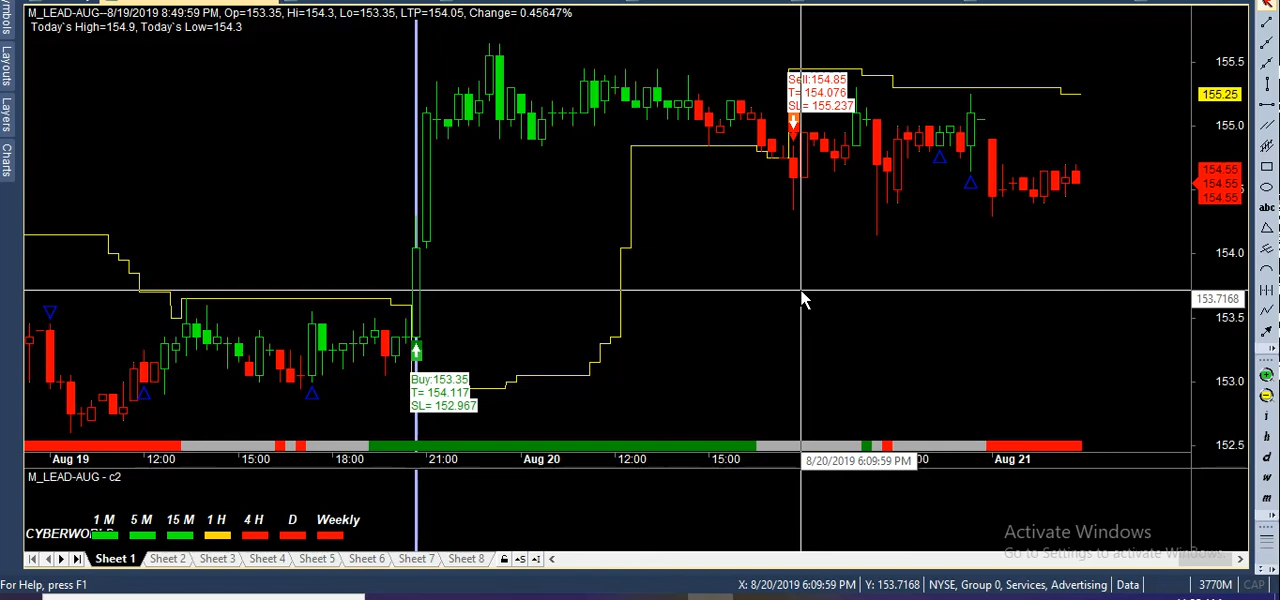 M_LEAD-AUG--8/19/2019 8:49:59 PM, Op=153.35, Hi=154.3, Lo=153.35, LTP=154.05, Change= 0.45647%
Today`s High=154.9, Today`s Low=154.3
Layouts
Layers
Charts
Sell:154.85
T= 154.076
SL= 155.237
Buy:153.35
T= 154.117
SL= 152.967
155.5
155.25
155.0
154.55
154.55
154.55
154.0
153.7168
153.5
153.0
152.5
abc
Aug 19
12:00
15:00
18:00
21:00
Aug 20
12:00
15:00
8/20/2019 6:09:59 PM
Aug 21
M_LEAD-AUG - c2
1 M 5 M 15 M 1 H 4 H D Weekly
i
h
d
w
m
Activate Windows
Go to Settings to activate Windows.
Sheet 1 Sheet 2 Sheet 3 Sheet 4 Sheet 5 Sheet 6 Sheet 7 Sheet 8
For Help, press F1
X: 8/20/2019 6:09:59 PM Y: 153.7168 NYSE, Group 0, Services, Advertising Data 3770M CAP